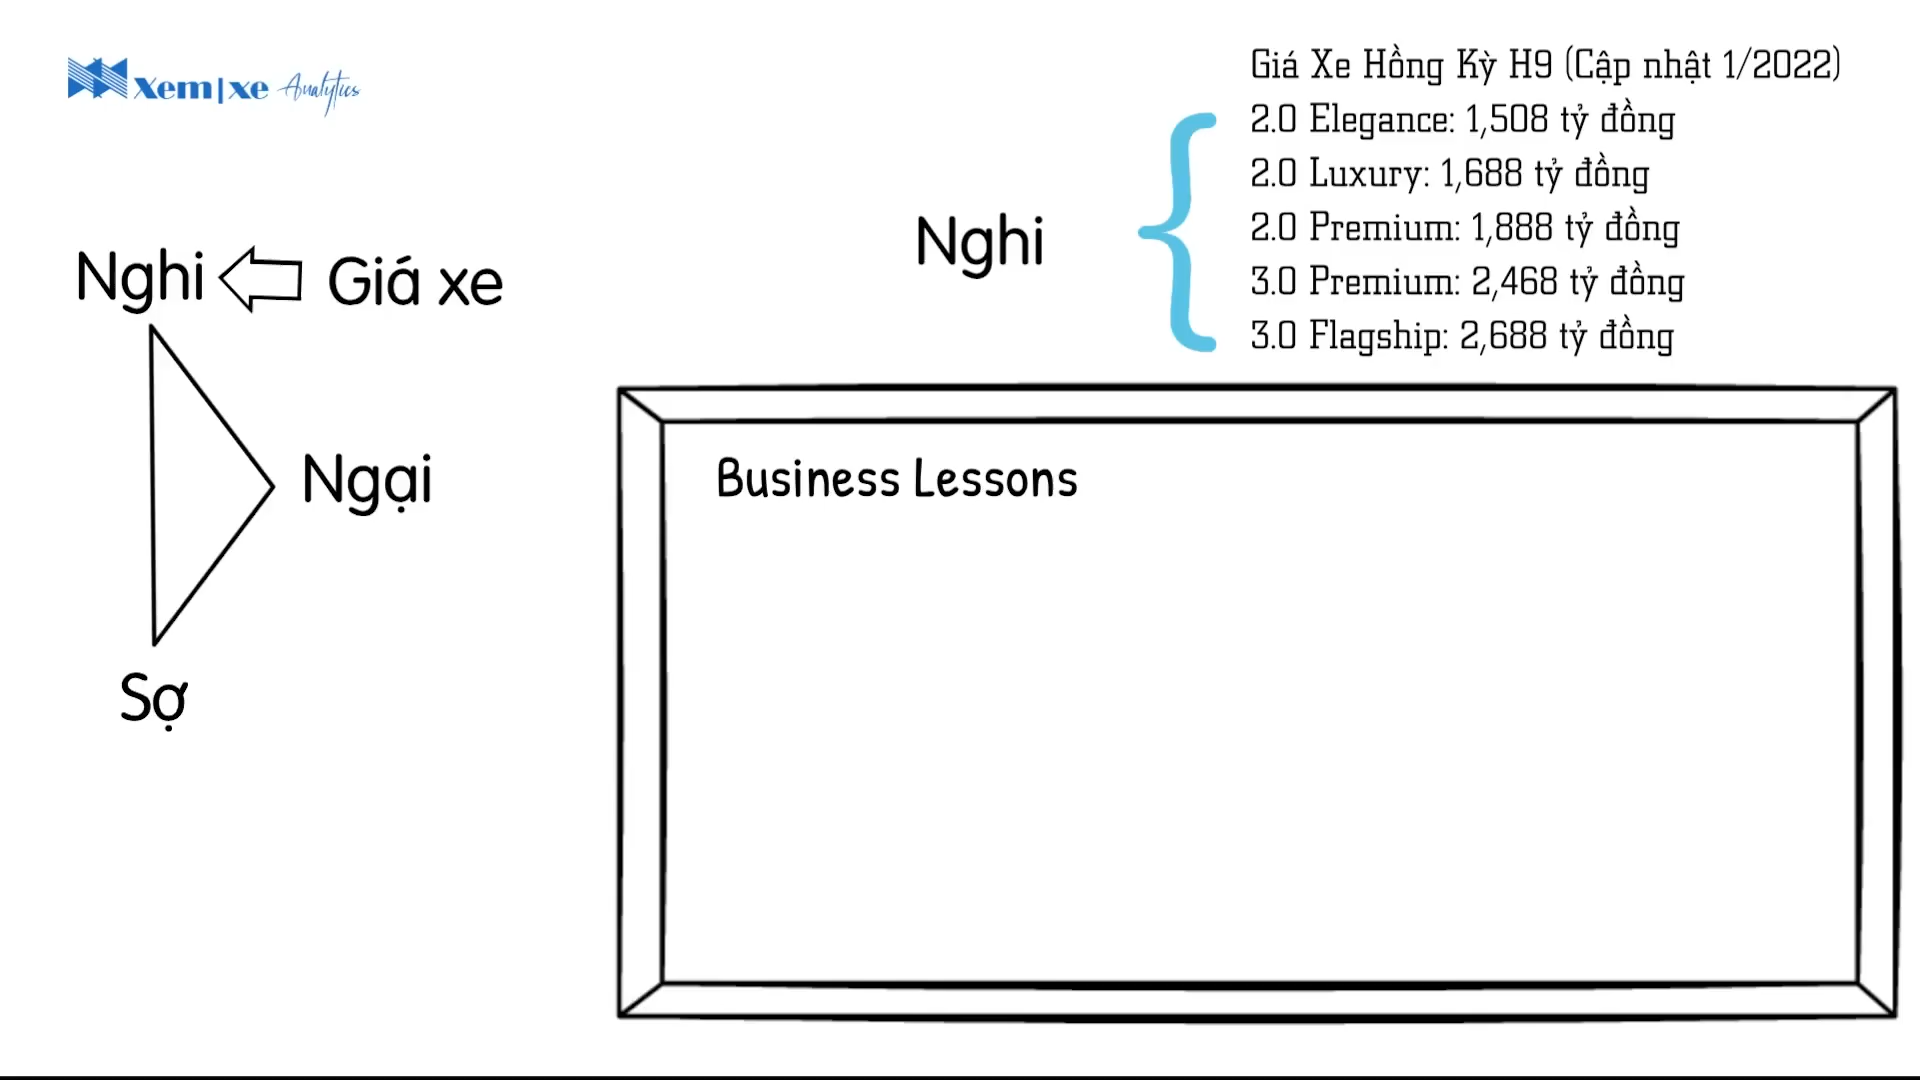 Xem|xe Analytics
Giá Xe Hồng Kỳ H9 (Cập nhật 1/2022)
2.0 Elegance: 1,508 tỷ đồng
2.0 Luxury: 1,688 tỷ đồng
2.0 Premium: 1,888 tỷ đồng
3.0 Premium: 2,468 tỷ đồng
3.0 Flagship: 2,688 tỷ đồng
Nghi
Nghi
Giá xe
Ngại
Sợ
Business Lessons